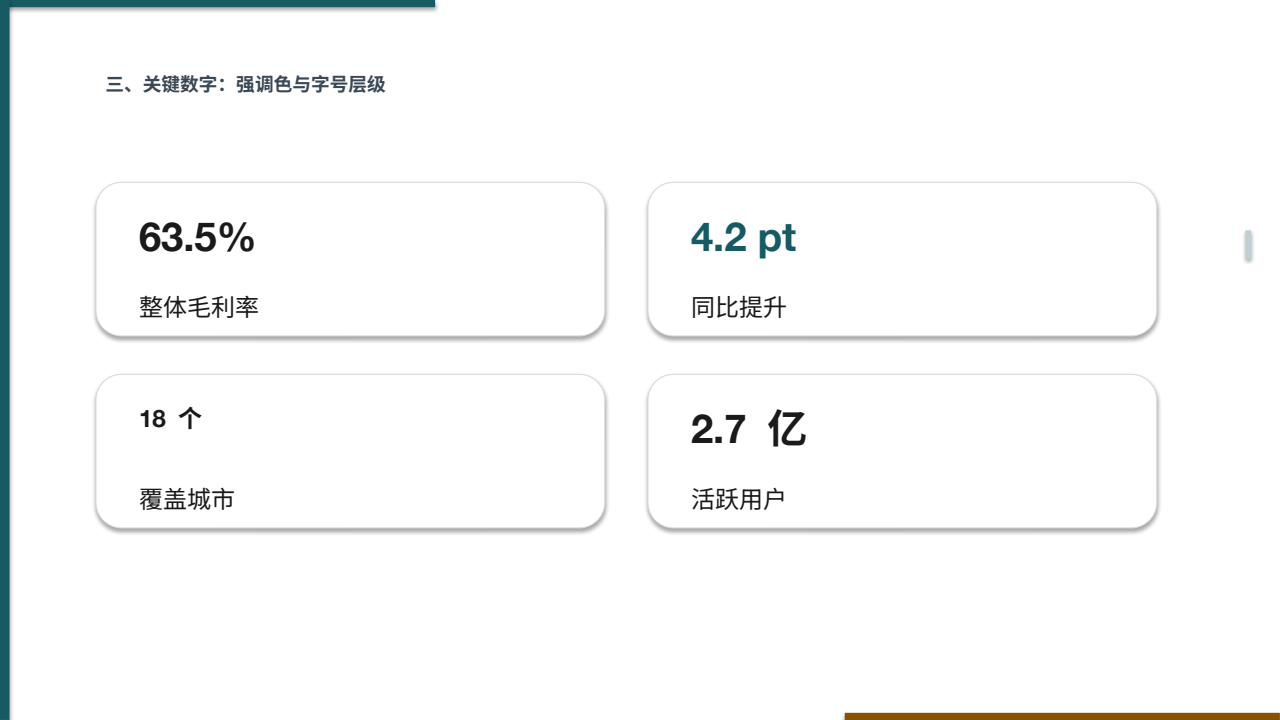 三、关键数字：强调色与字号层级
63.5%
整体毛利率
4.2 pt
同比提升
18 个
覆盖城市
2.7 亿
活跃用户